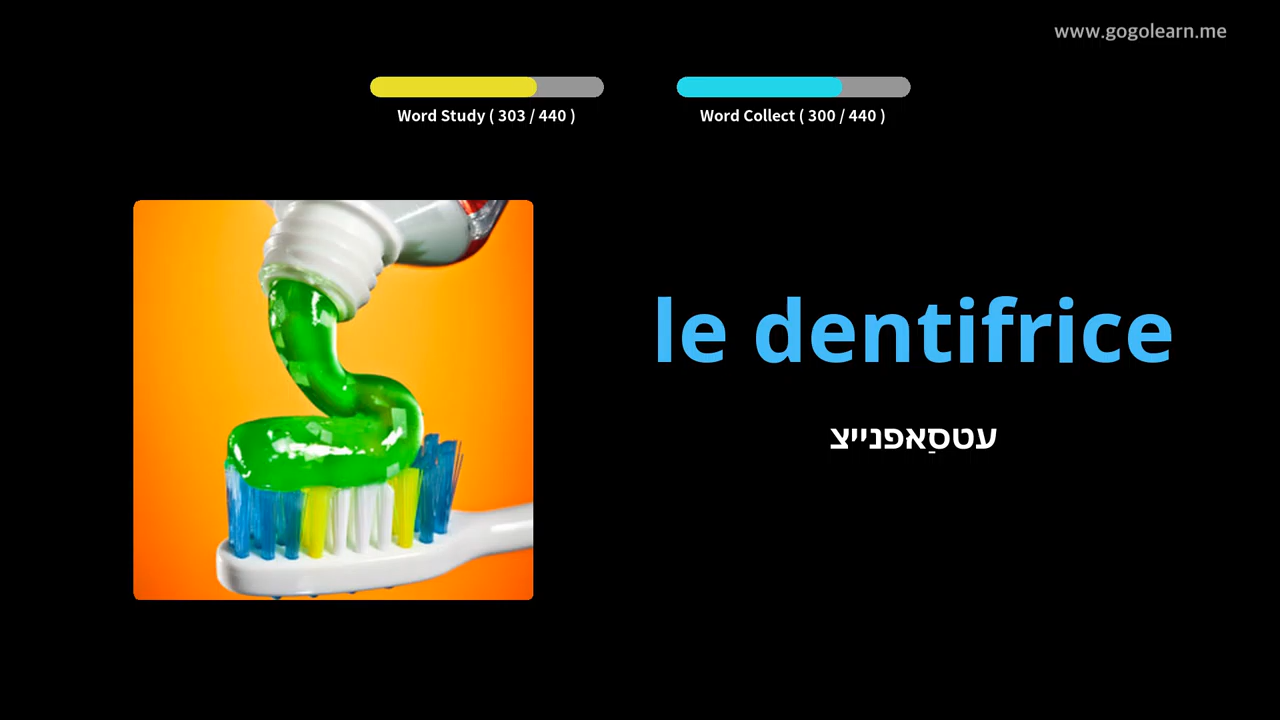 www.gogolearn.me
Word Study ( 303 / 440 )
Word Collect ( 300 / 440 )
le dentifrice
עטסַאפנייצ